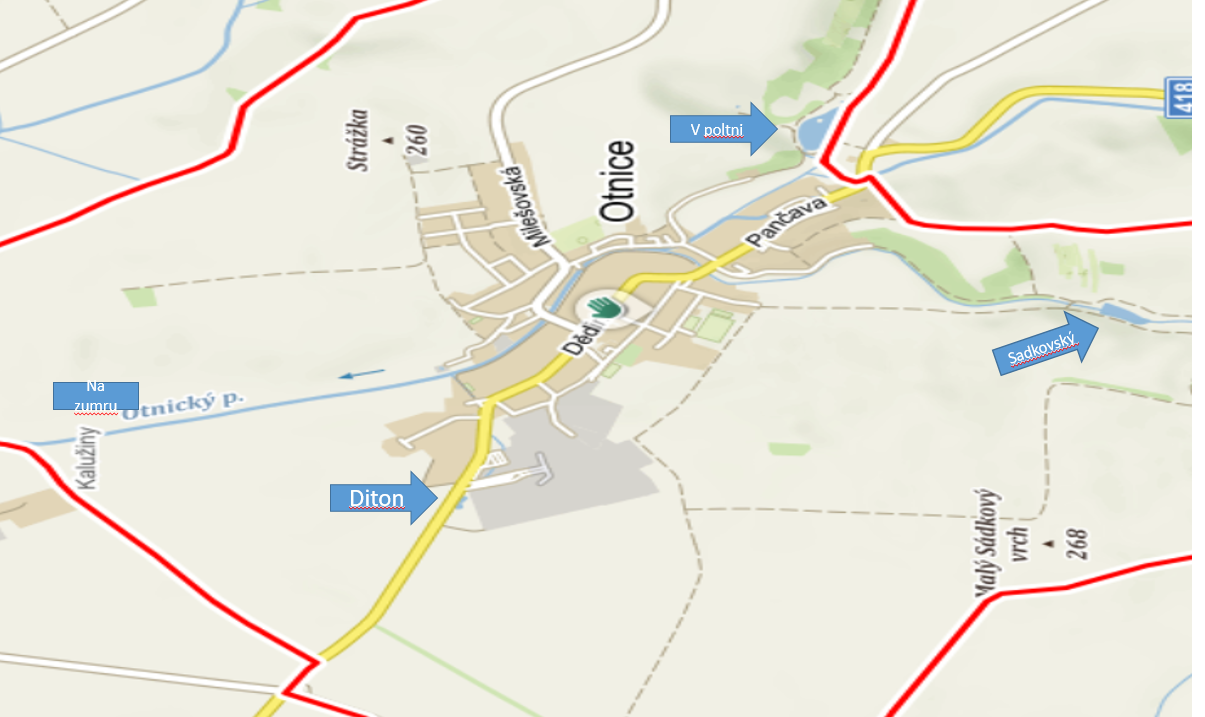 418
V poltni
Strážka
260
Otnice
Milešovská
Pančava
Dědi
Sadkovský
Na
zumru
Otnický p.
Kalužiny
Diton
Malý Sádkový
vrch
268